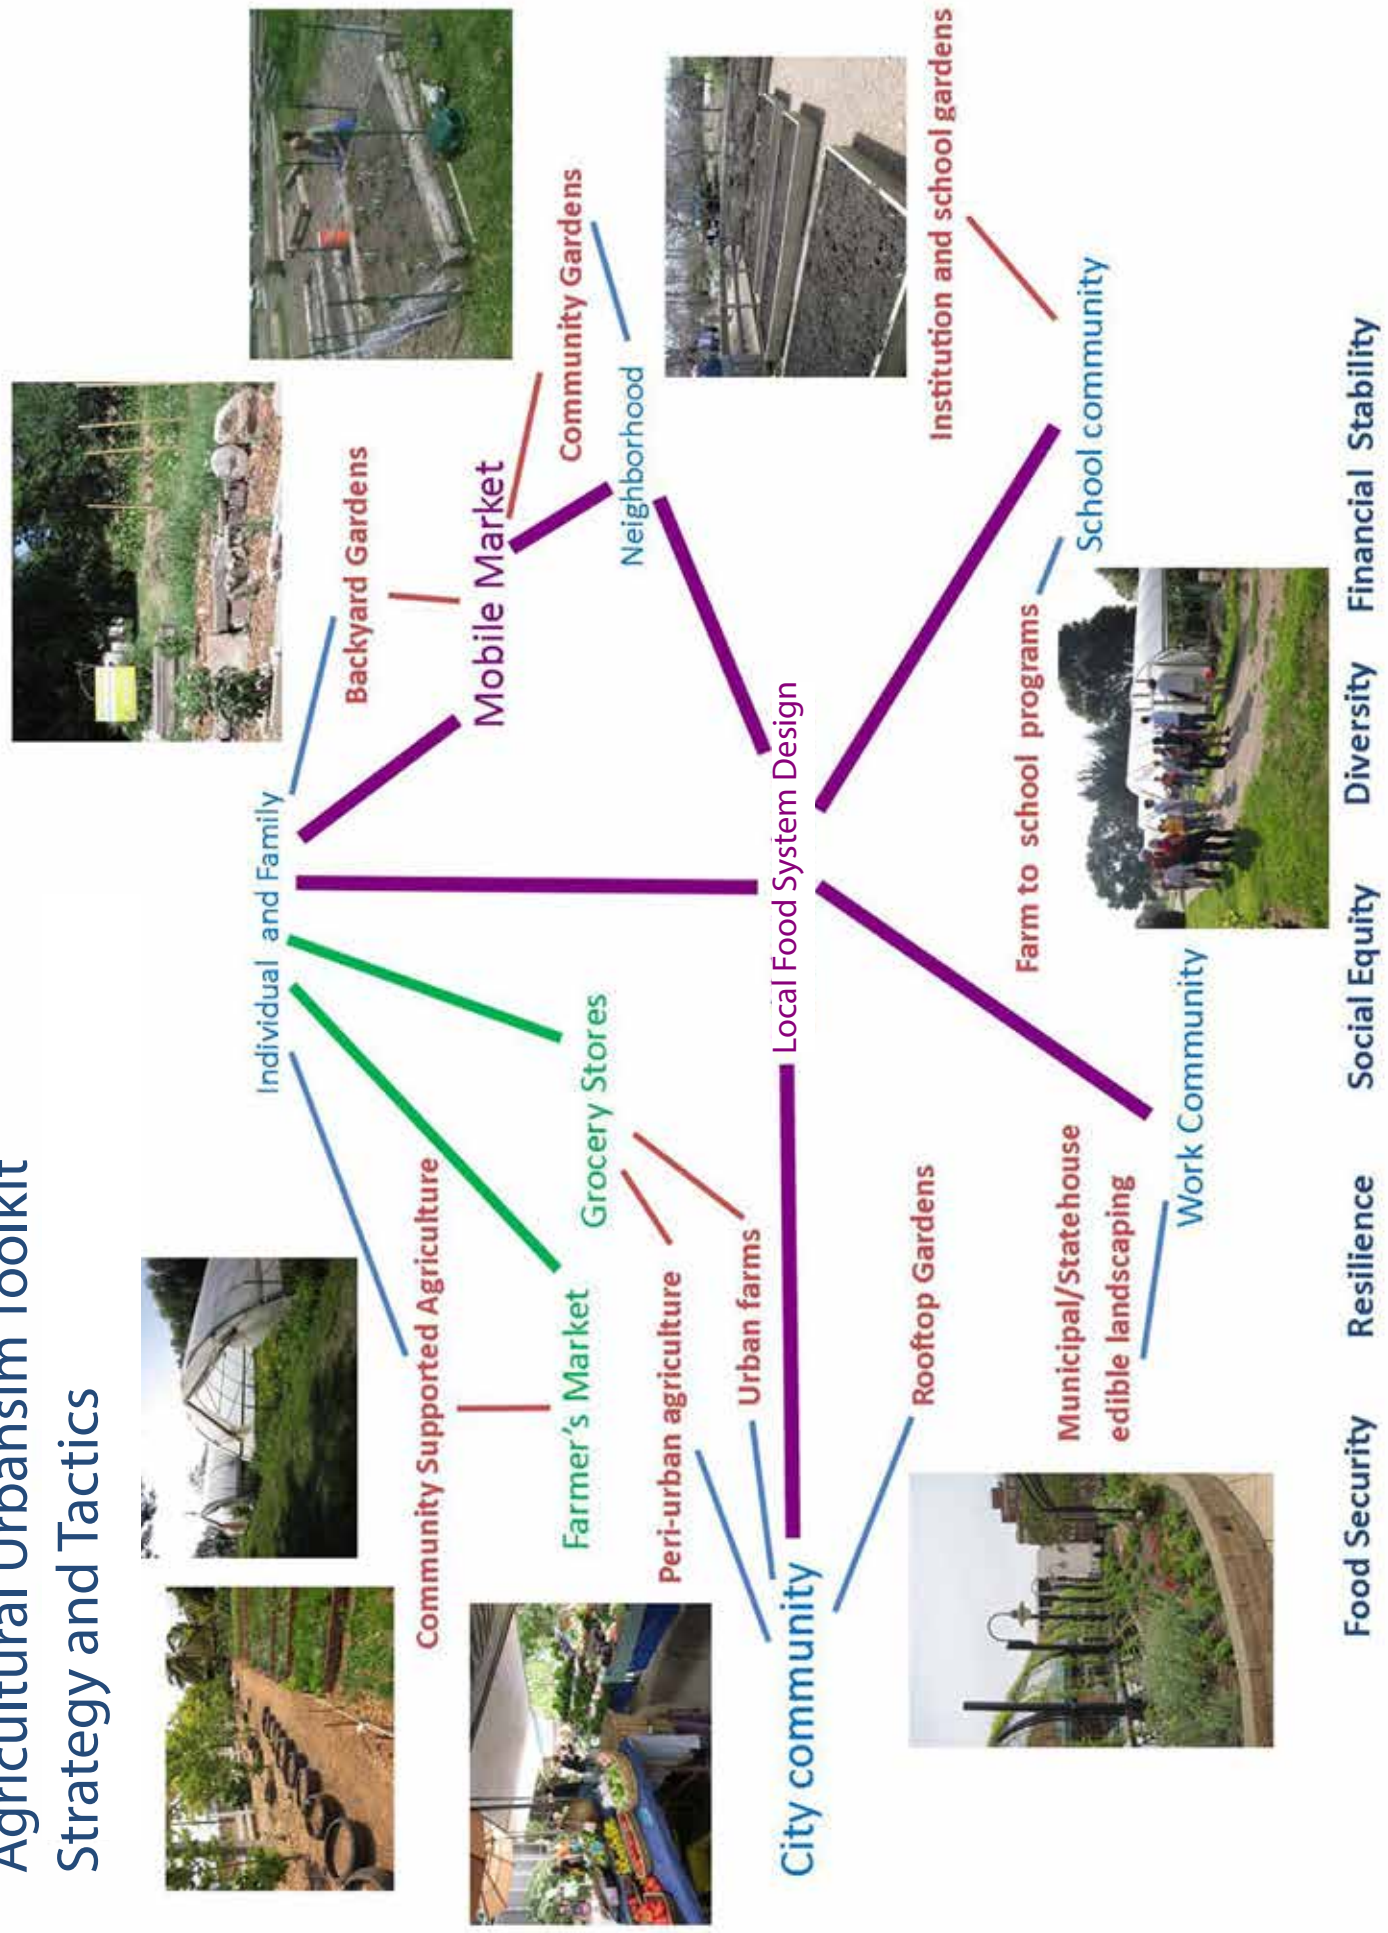 Agricultural Urbansim Toolkit
Strategy and Tactics
Individual and Family
Backyard Gardens
Community Supported Agriculture
Mobile Market
Community Gardens
Farmer's Market
Grocery Stores
Neighborhood
Peri-urban agriculture
Urban farms
City community
Local Food System Design
Institution and school gardens
Rooftop Gardens
Farm to school programs
School community
Municipal/Statehouse
edible landscaping
Work Community
Food Security
Resilience
Social Equity
Diversity
Financial Stability